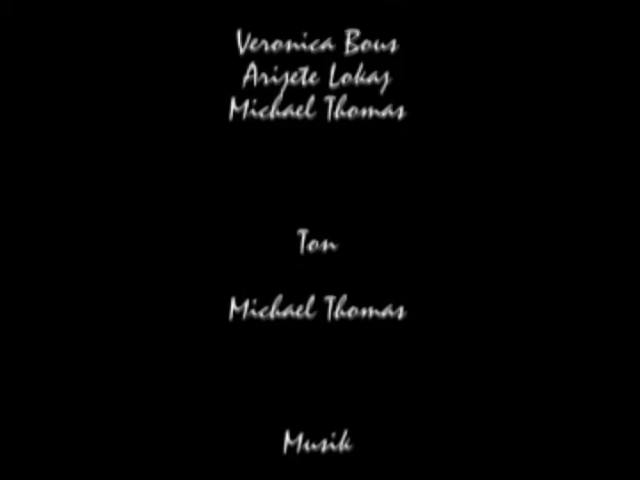 Veronica Bous
Arijete Lokaj
Michael Thomas
Ton
Michael Thomas
Musik